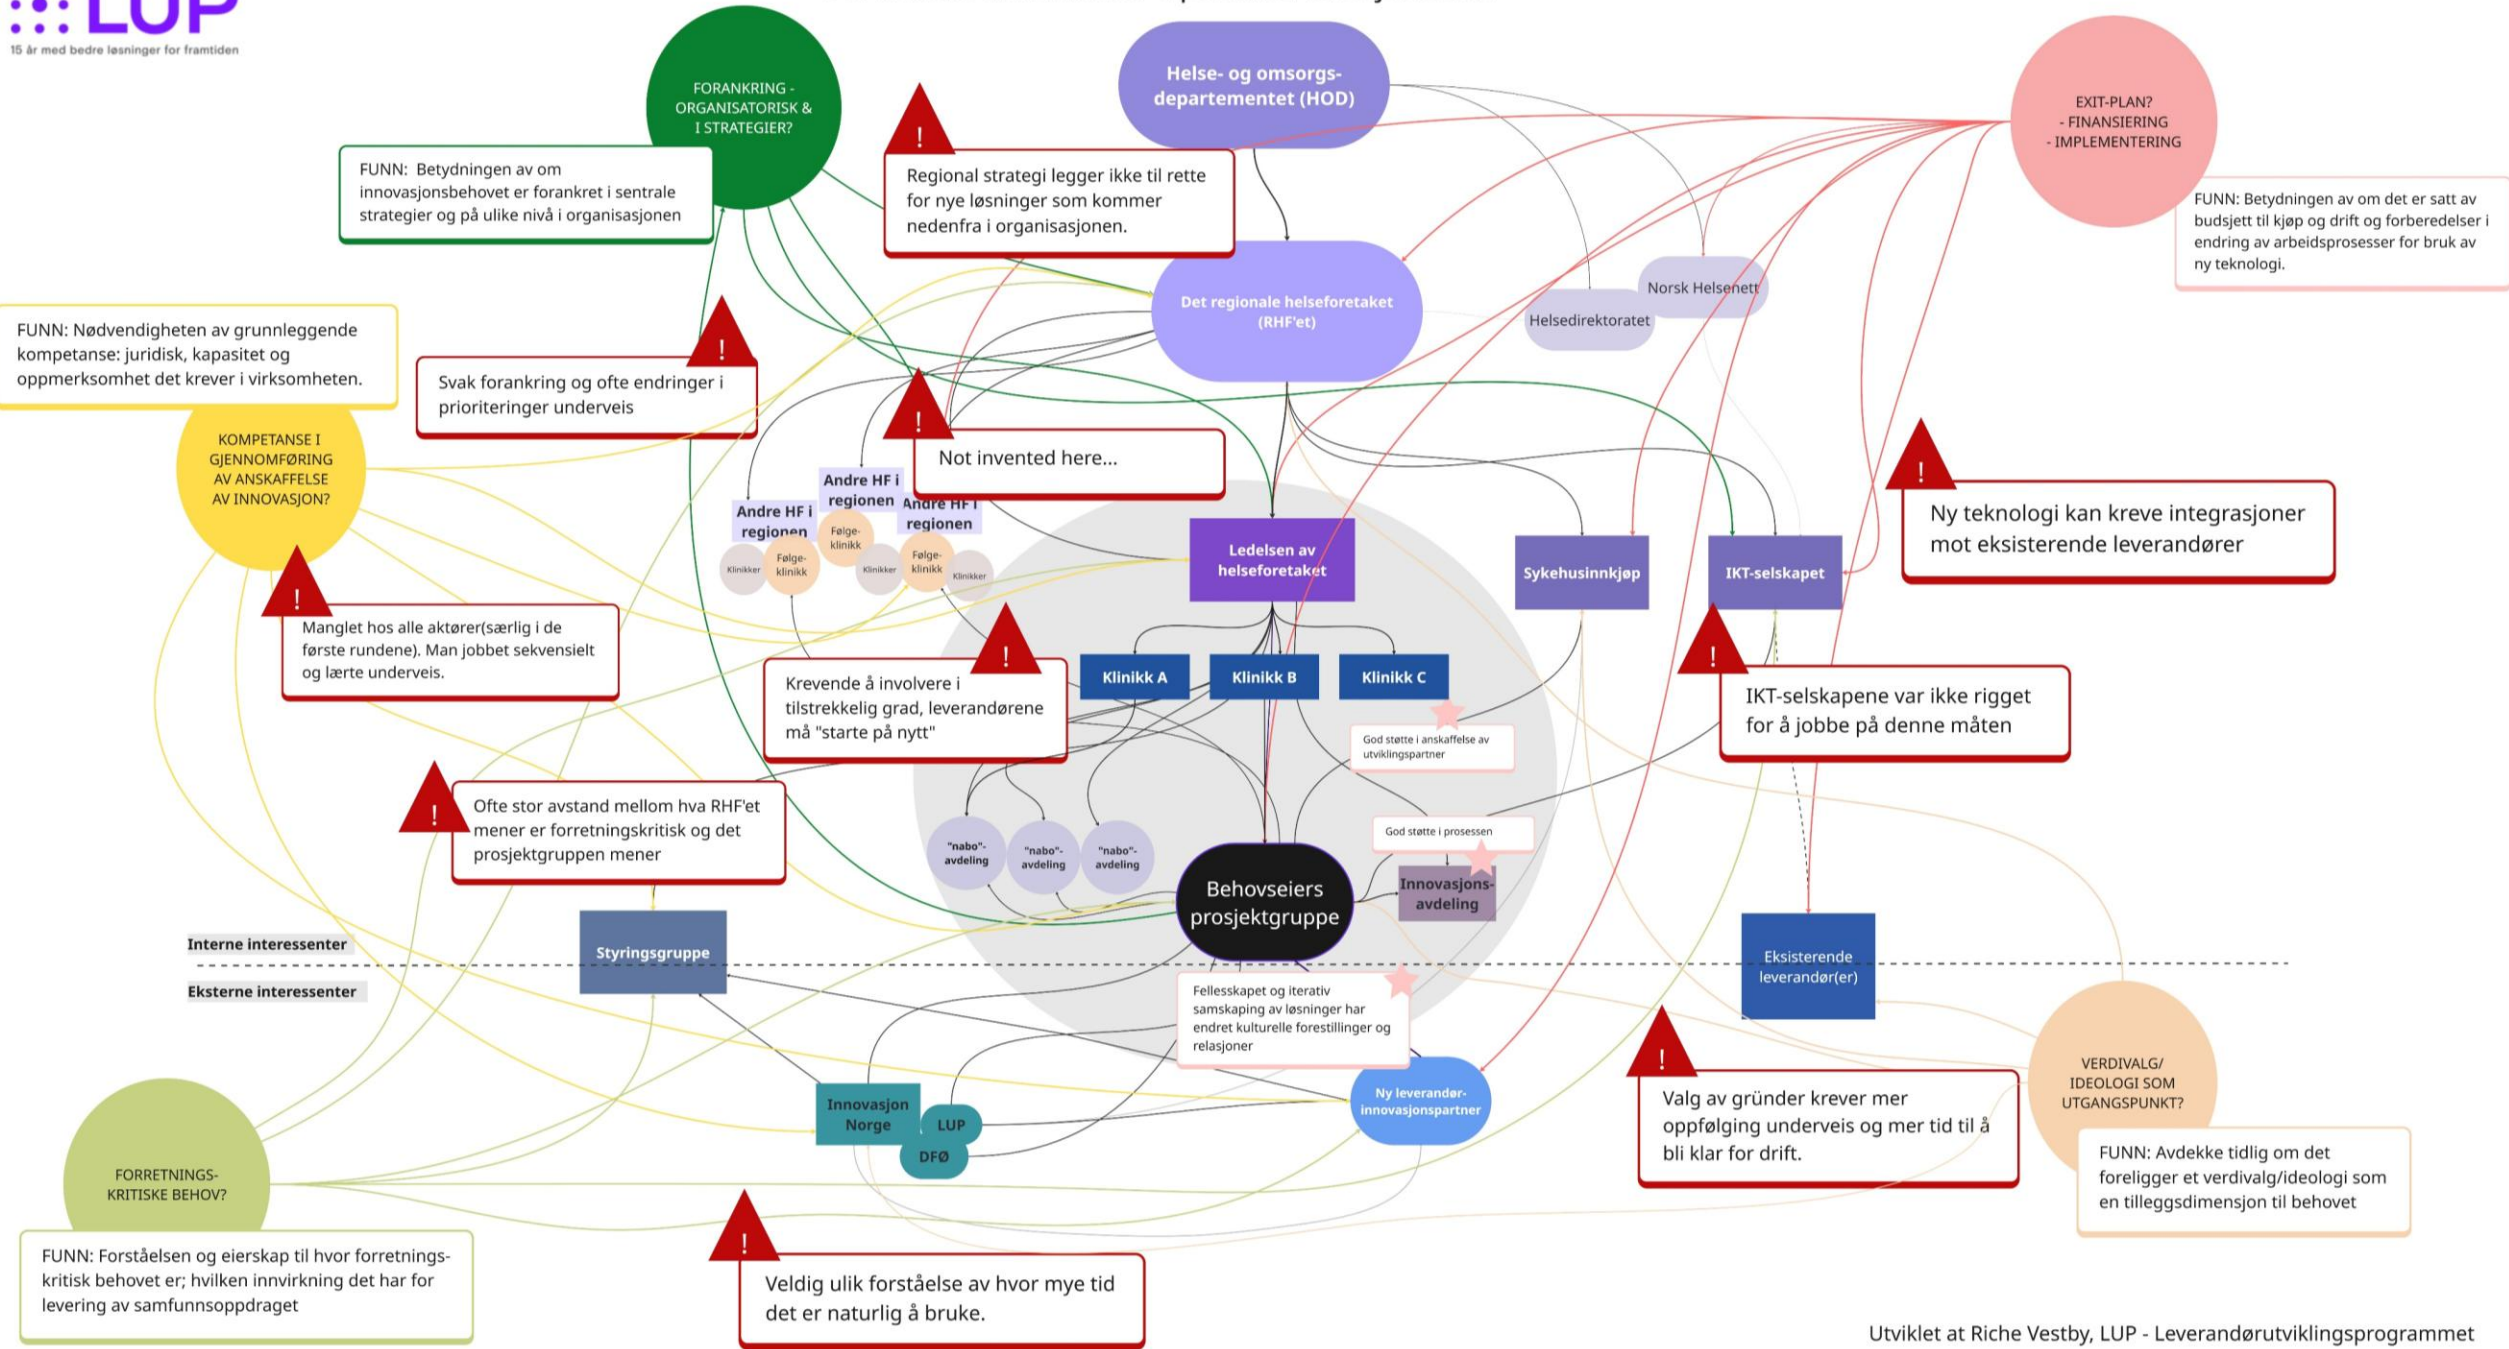 LUP
15 år med bedre løsninger for framtiden
FORANKRING -
ORGANISATORISK &
I STRATEGIER?
FUNN:  Betydningen av om
innovasjonsbehovet er forankret i sentrale
strategier og på ulike nivå i organisasjonen
Regional strategi legger ikke til rette
for nye løsninger som kommer
nedenfra i organisasjonen.
!
Helse- og omsorgs-
departementet (HOD)
EXIT-PLAN?
- FINANSIERING
- IMPLEMENTERING
FUNN: Betydningen av om det er satt av
budsjett til kjøp og drift og forberedelser i
endring av arbeidsprosesser for bruk av
ny teknologi.
Det regionale helseforetaket
(RHF'et)
Norsk Helsenett
Helsedirektoratet
FUNN: Nødvendigheten av grunnleggende
kompetanse: juridisk, kapasitet og
oppmerksomhet det krever i virksomheten.
KOMPETANSE I
GJENNOMFØRING
AV ANSKAFFELSE
AV INNOVASJON?
!
Svak forankring og ofte endringer i
prioriteringer underveis
!
Not invented here...
!
Ny teknologi kan kreve integrasjoner
mot eksisterende leverandører
Andre HF i
regionen
Andre HF i
regionen
Andre HF i
regionen
Klinikker
Følge-
klinikk
Følge-
klinikk
Klinikker
Følge-
klinikk
Klinikker
Ledelsen av
helseforetaket
Sykehusinnkjøp
IKT-selskapet
!
Manglet hos alle aktører(særlig i de
første rundene). Man jobbet sekvensielt
og lærte underveis.
!
Krevende å involvere i
tilstrekkelig grad, leverandørene
må "starte på nytt"
Klinikk A
Klinikk B
Klinikk C
!
IKT-selskapene var ikke rigget
for å jobbe på denne måten
God støtte i anskaffelse av
utviklingspartner
!
Ofte stor avstand mellom hva RHF'et
mener er forretningskritisk og det
prosjektgruppen mener
"nabo"-
avdeling
"nabo"-
avdeling
"nabo"-
avdeling
God støtte i prosessen
Behovseiers
prosjektgruppe
Innovasjons-
avdeling
Interne interessenter
Eksterne interessenter
Styringsgruppe
Eksisterende
leverandør(er)
Fellesskapet og iterativ
samskaping av løsninger har
endret kulturelle forestillinger og
relasjoner
Ny leverandør-
innovasjonspartner
Innovasjon
Norge
LUP
DFØ
!
Valg av gründer krever mer
oppfølging underveis og mer tid til å
bli klar for drift.
VERDIVALG/
IDEOLOGI SOM
UTGANGSPUNKT?
FUNN: Avdekke tidlig om det
foreligger et verdivalg/ideologi som
en tilleggsdimensjon til behovet
FORRETNINGS-
KRITISKE BEHOV?
FUNN: Forståelsen og eierskap til hvor forretnings-
kritisk behovet er; hvilken innvirkning det har for
levering av samfunnsoppdraget
!
Veldig ulik forståelse av hvor mye tid
det er naturlig å bruke.
Utviklet at Riche Vestby, LUP - Leverandørutviklingsprogrammet